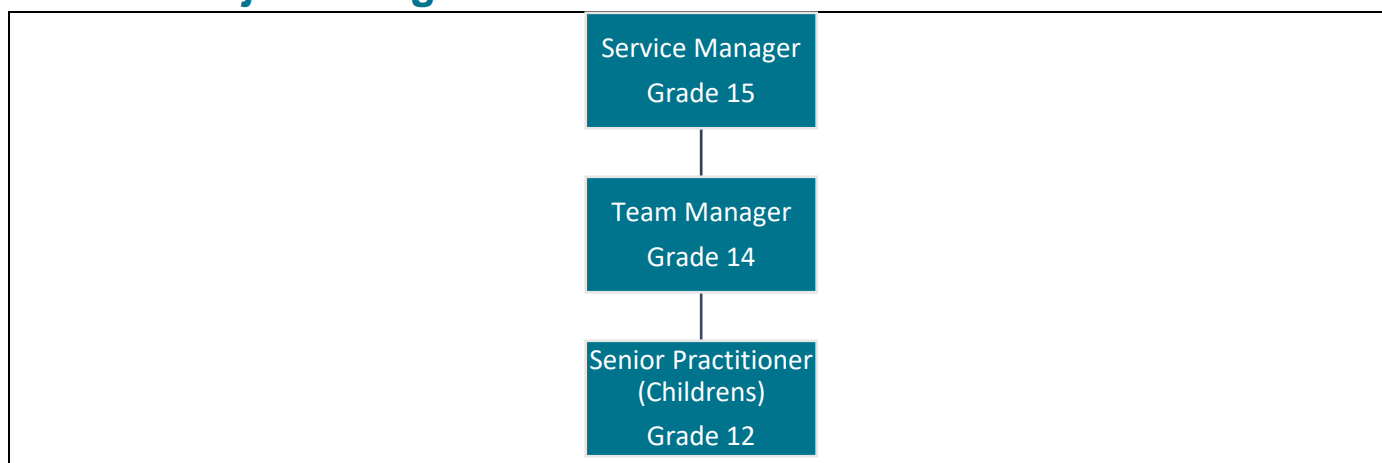 Service Manager
Grade 15
Team Manager
Grade 14
Senior Practitioner
(Childrens)
Grade 12